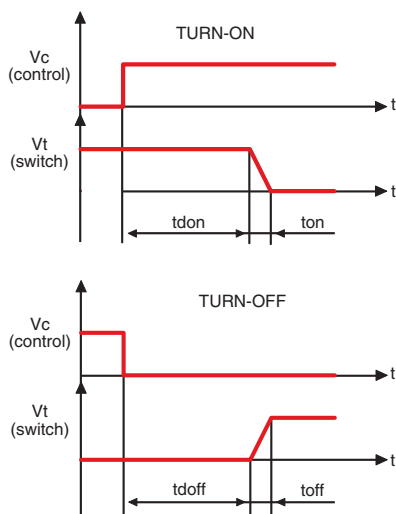 TURN-ON
Vc
(control)
t
Vt
(switch)
t
tdon
ton
TURN-OFF
Vc
(control)
t
Vt
(switch)
t
tdoff
toff